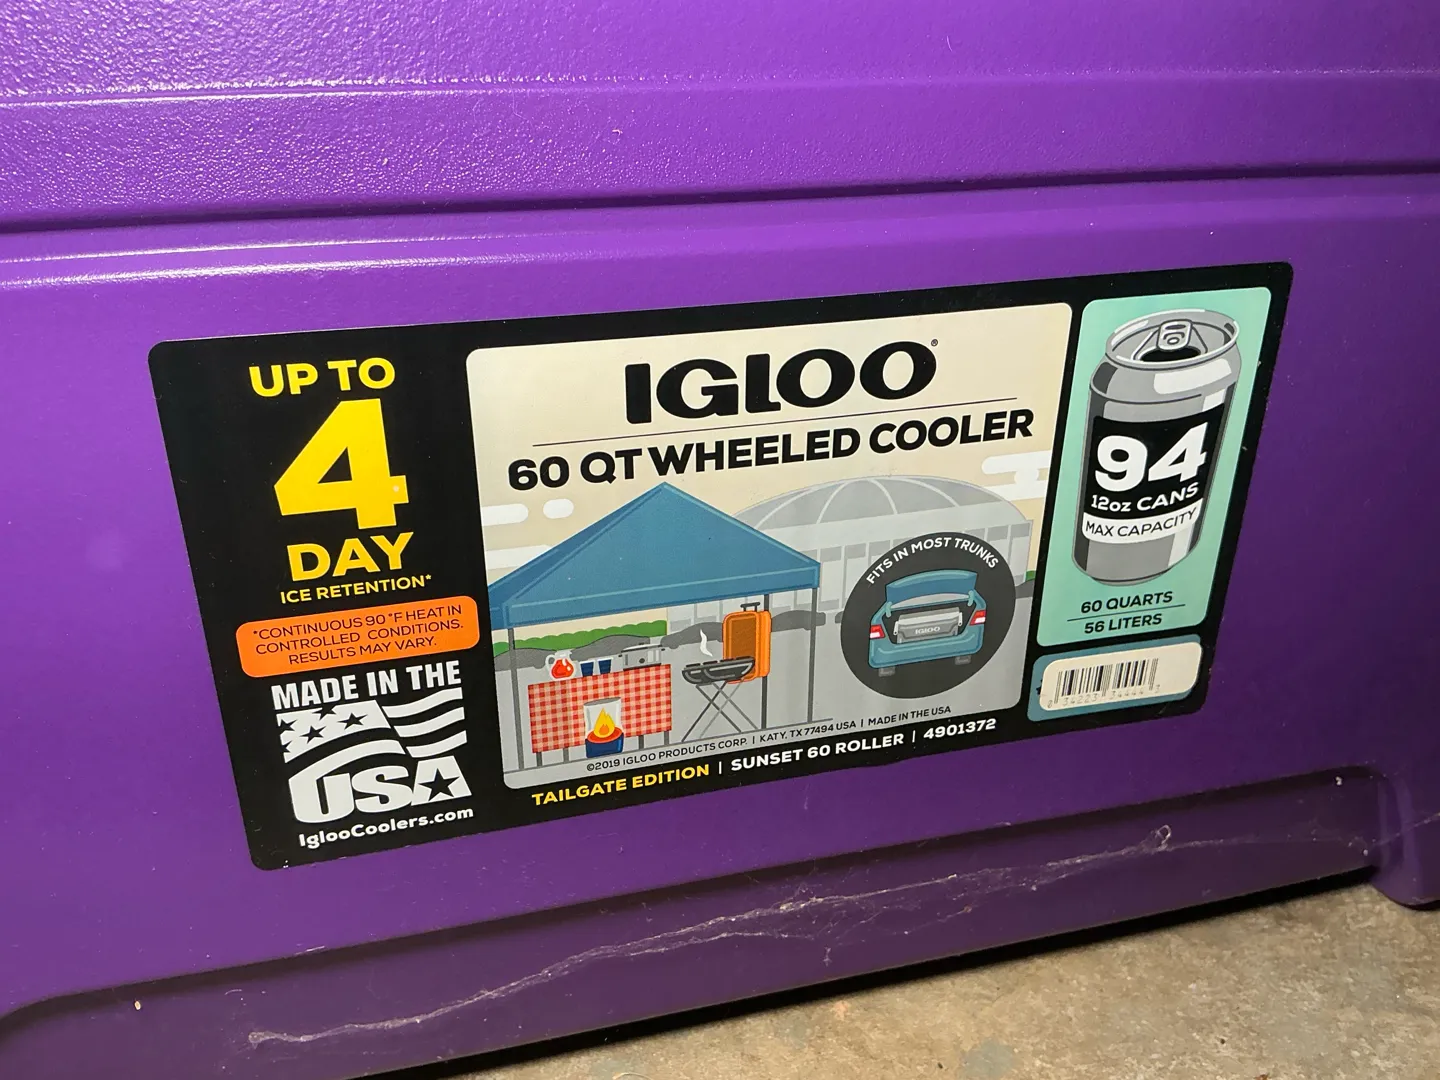 UP TO
4
DAY
ICE RETENTION*
*CONTINUOUS 90 °F HEAT IN
CONTROLLED CONDITIONS.
RESULTS MAY VARY.
MADE IN THE
USA
IglooCoolers.com
IGLOO®
60 QT WHEELED COOLER
FITS IN MOST TRUNKS
IGLOO
©2019 IGLOO PRODUCTS CORP. | KATY, TX 77494 USA | MADE IN THE USA
TAILGATE EDITION | SUNSET 60 ROLLER | 4901372
94
12oz CANS
MAX CAPACITY
60 QUARTS
56 LITERS